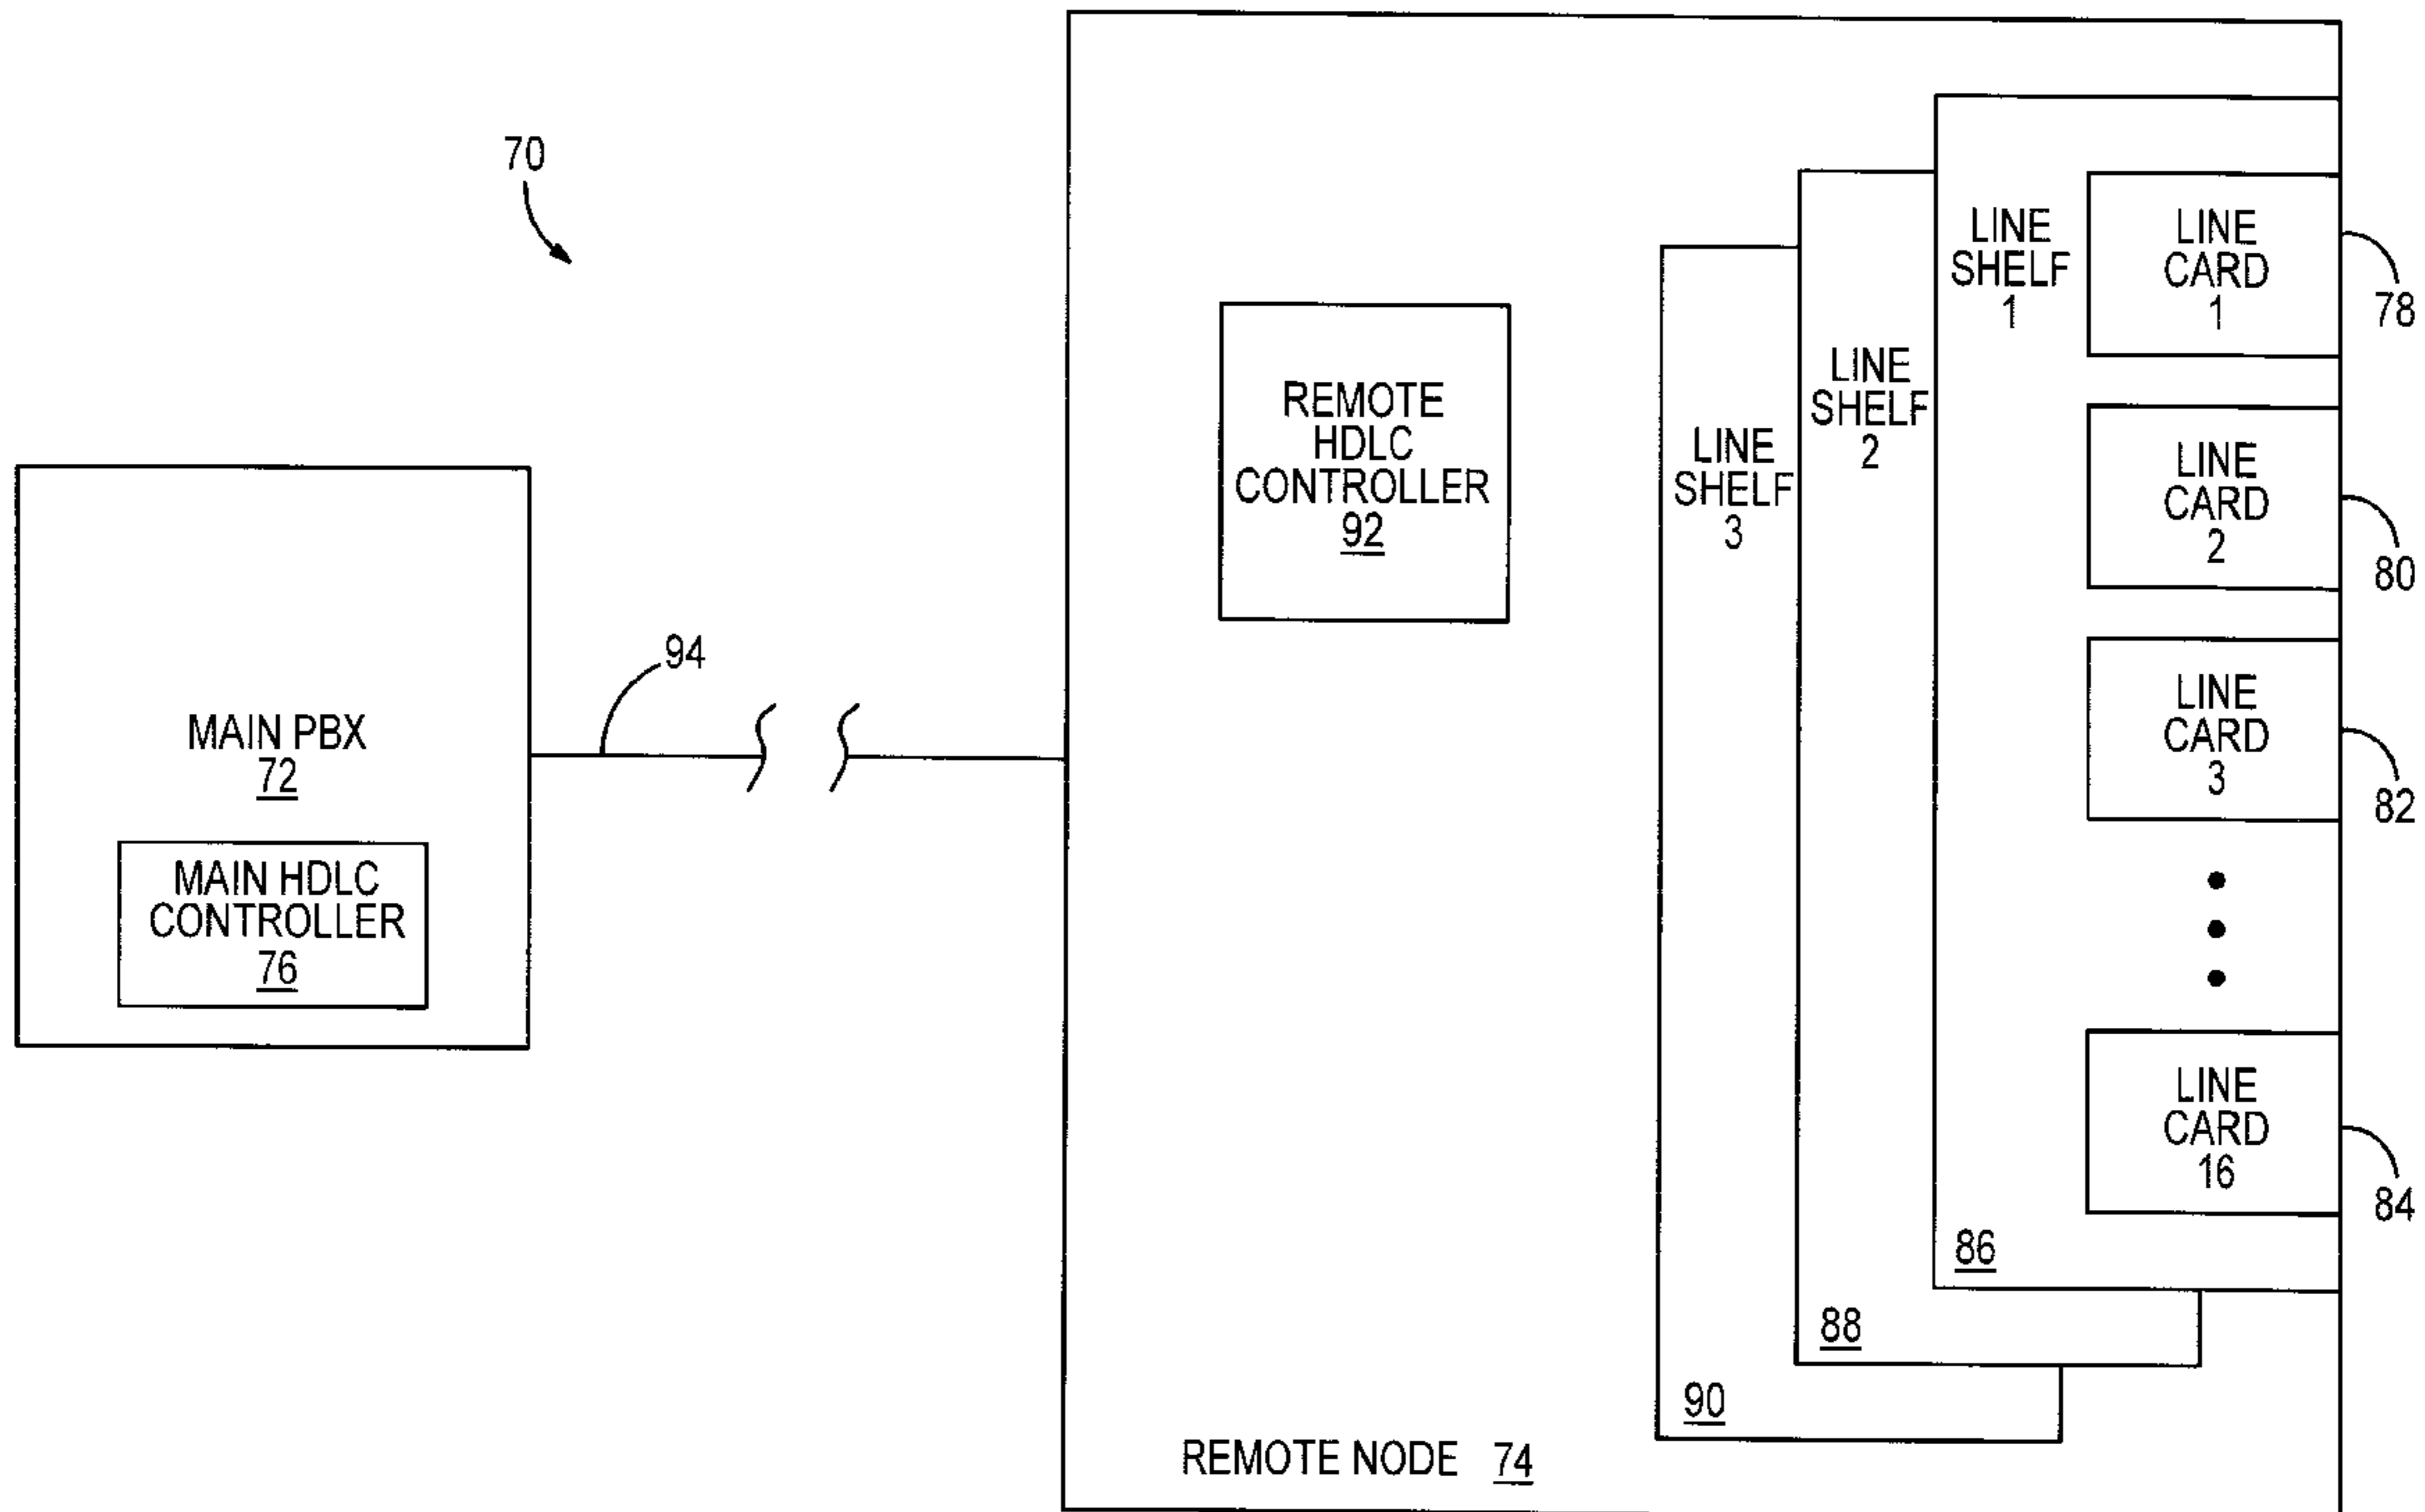 70
MAIN PBX
72
MAIN HDLC
CONTROLLER
76
94
REMOTE
HDLC
CONTROLLER
92
LINE
SHELF
3
LINE
SHELF
2
LINE
SHELF
1
LINE
CARD
1
78
LINE
CARD
2
80
LINE
CARD
3
82
LINE
CARD
16
84
86
88
90
REMOTE NODE 74